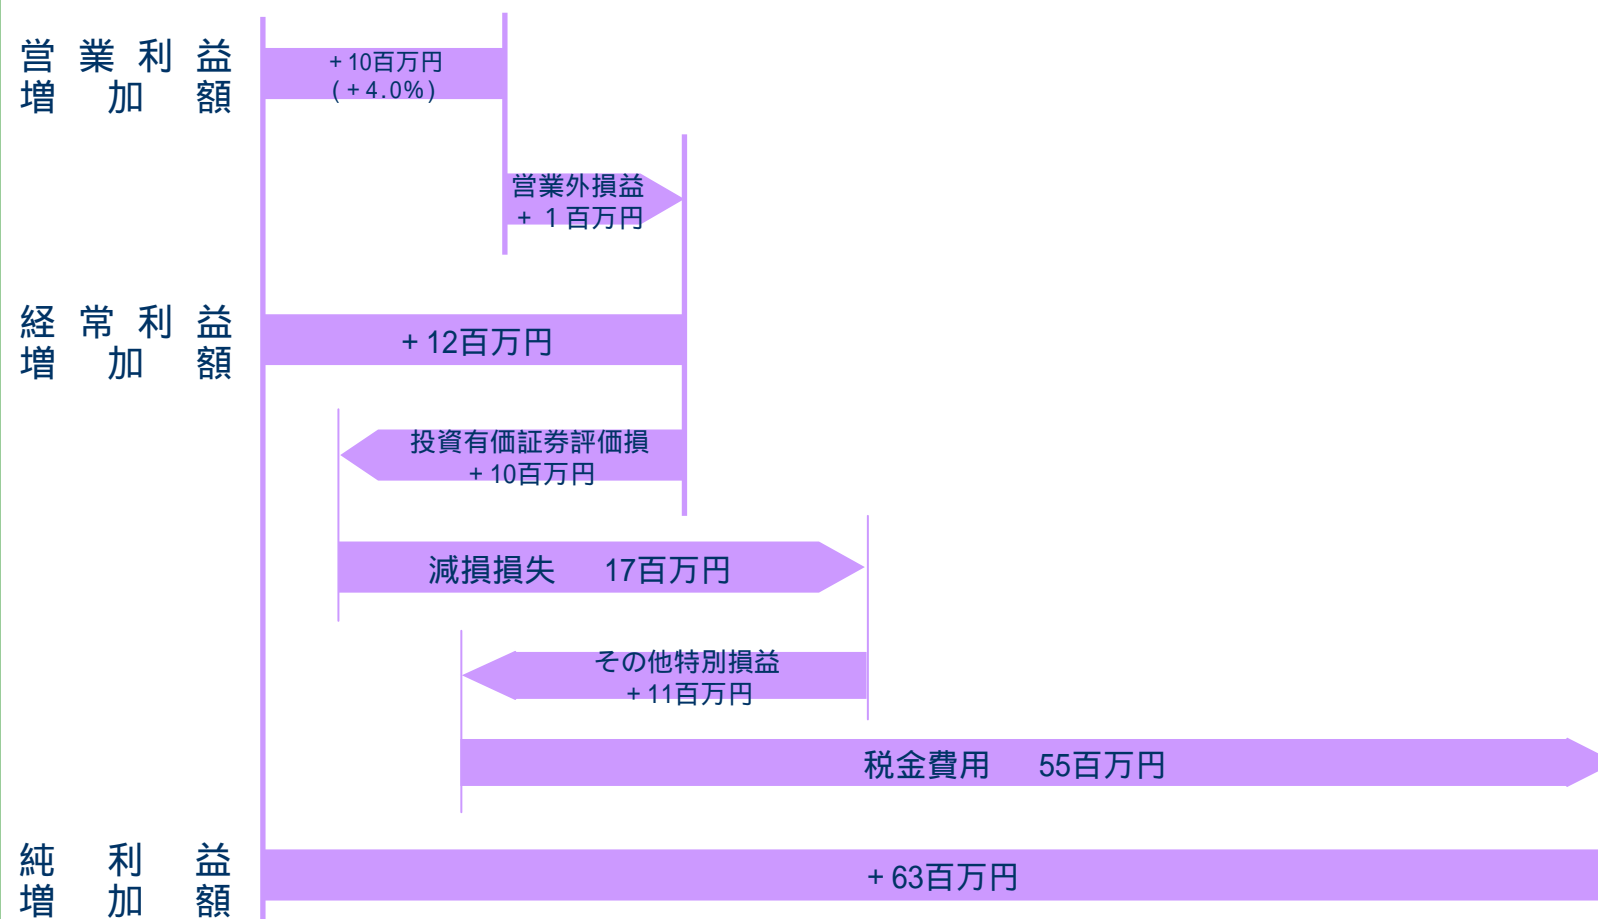 営業利益
増加額
+10百万円
(+4.0%)
営業外損益
+ 1百万円
経常利益
増加額
+12百万円
投資有価証券評価損
+10百万円
減損損失 17百万円
その他特別損益
+11百万円
税金費用 55百万円
純利益
増加額
+63百万円